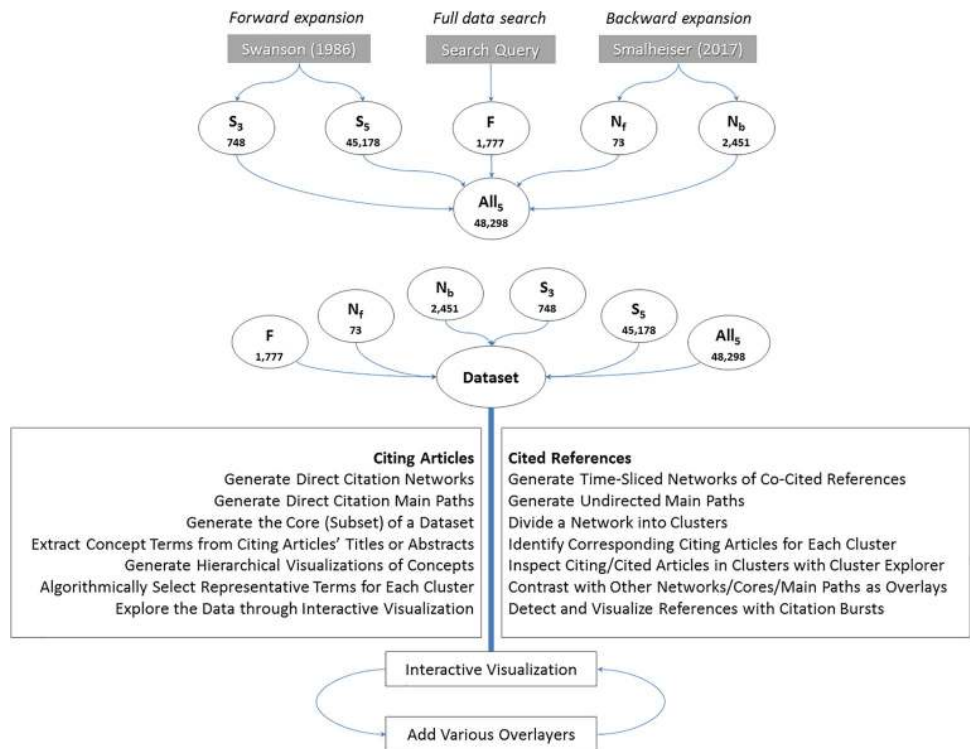 Forward expansion
Full data search
Backward expansion
Swanson (1986)
Search Query
Smalheiser (2017)
S3
748
S5
45,178
F
1,777
Nf
73
Nb
2,451
All5
48,298
Nb
2,451
S3
748
Nf
73
S5
45,178
F
1,777
All5
48,298
Dataset
Citing Articles
Generate Direct Citation Networks
Generate Direct Citation Main Paths
Generate the Core (Subset) of a Dataset
Extract Concept Terms from Citing Articles' Titles or Abstracts
Generate Hierarchical Visualizations of Concepts
Algorithmically Select Representative Terms for Each Cluster
Explore the Data through Interactive Visualization
Cited References
Generate Time-Sliced Networks of Co-Cited References
Generate Undirected Main Paths
Divide a Network into Clusters
Identify Corresponding Citing Articles for Each Cluster
Inspect Citing/Cited Articles in Clusters with Cluster Explorer
Contrast with Other Networks/Cores/Main Paths as Overlays
Detect and Visualize References with Citation Bursts
Interactive Visualization
Add Various Overlayers